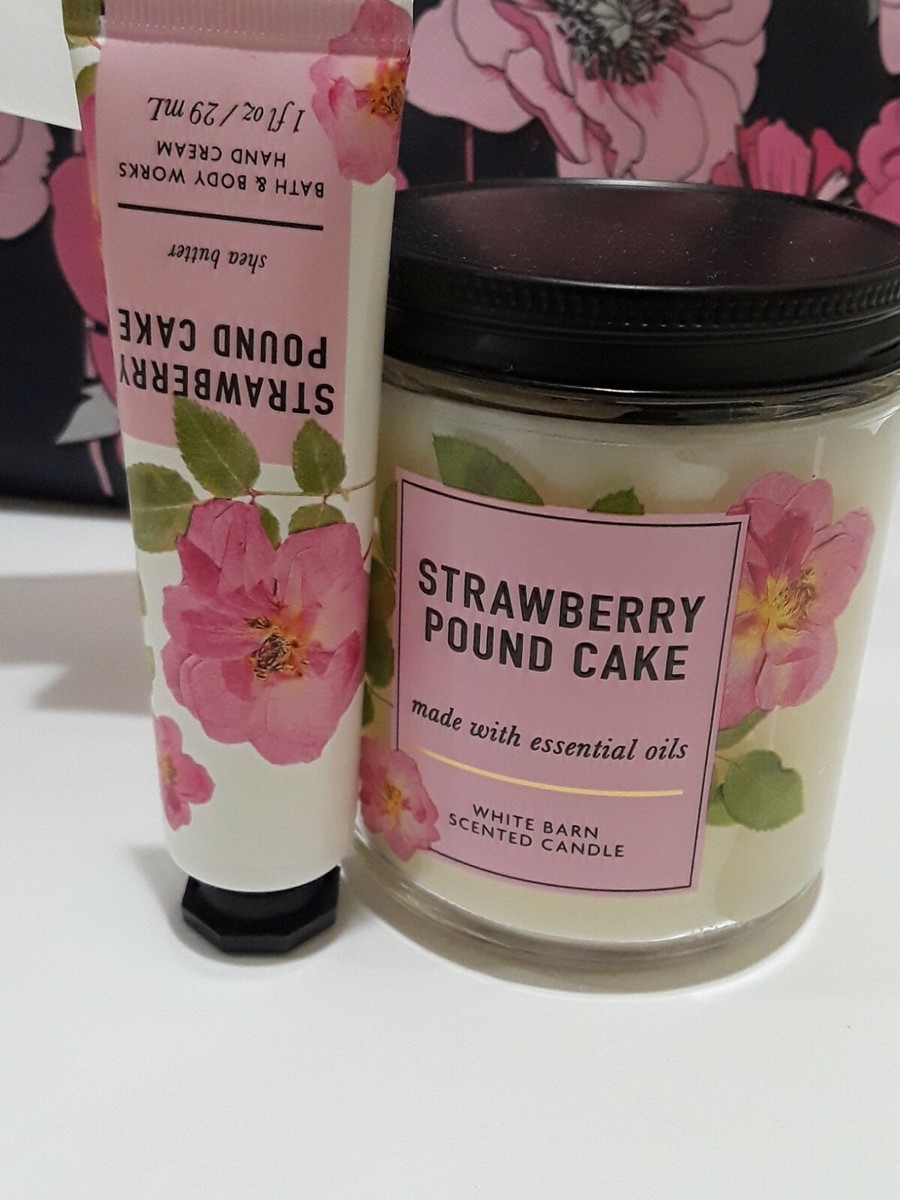 STRAWBERRY
POUND CAKE
shea butter
BATH & BODY WORKS
HAND CREAM
1 fl oz / 29 mL
STRAWBERRY
POUND CAKE
made with essential oils
WHITE BARN
SCENTED CANDLE